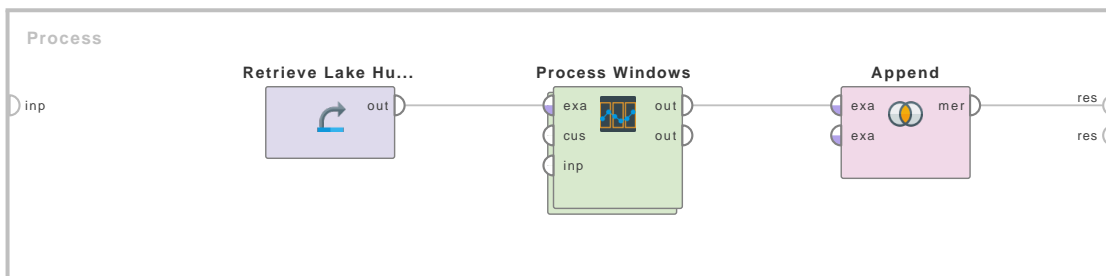 Process
Retrieve Lake Hu...
Process Windows
Append
inp
out
exa
out
exa
mer
res
cus
out
exa
res
inp